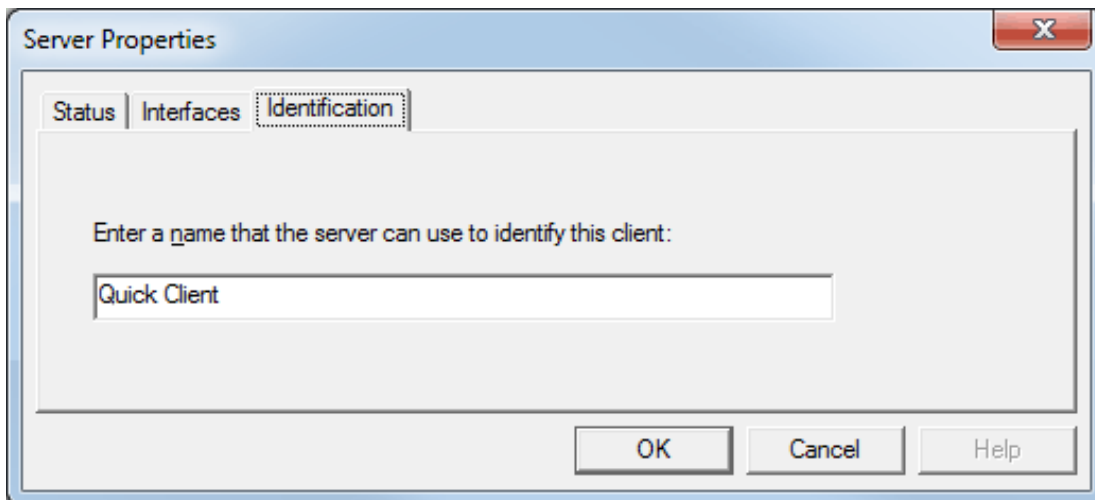 Server Properties
Status Interfaces Identification
Enter a name that the server can use to identify this client:
Quick Client
OK Cancel Help